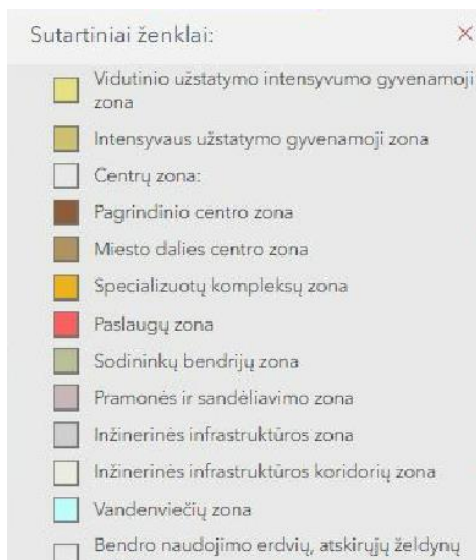 Sutartiniai ženklai:
Vidutinio užstatymo intensyvumo gyvenamoji
zona
Intensyvaus užstatymo gyvenamoji zona
Centrų zona:
Pagrindinio centro zona
Miesto dalies centro zona
Specializuotų kompleksų zona
Paslaugų zona
Sodininkų bendrijų zona
Pramonės ir sandėliavimo zona
Inžinerinės infrastruktūros zona
Inžinerinės infrastruktūros koridorių zona
Vandenviečių zona
Bendro naudojimo erdvių, atskirųjų želdynų